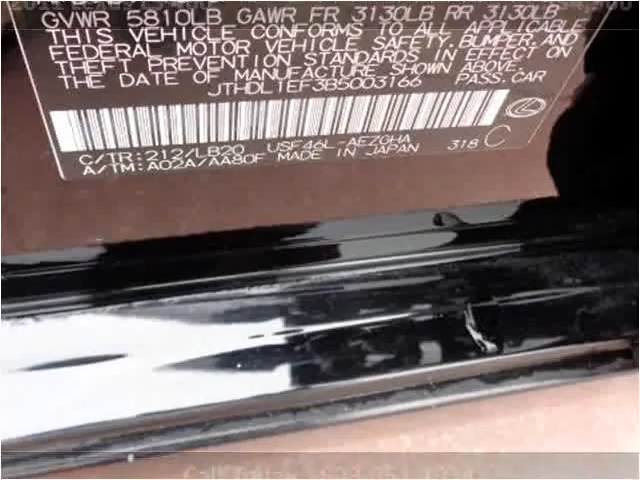 GVWR 5810LB GAWR FR 3130LB RR 3130LB
THIS VEHICLE CONFORMS TO ALL APPLICABLE
FEDERAL MOTOR VEHICLE SAFETY, BUMPER, AND
THEFT PREVENTION STANDARDS IN EFFECT ON
THE DATE OF MANUFACTURE SHOWN ABOVE.
JTHDL1EF3B5003166 PASS. CAR
C/TR:212/LB20 USF46L-AEZGHA 318 C
A/TM:A02A/AA80F MADE IN JAPAN